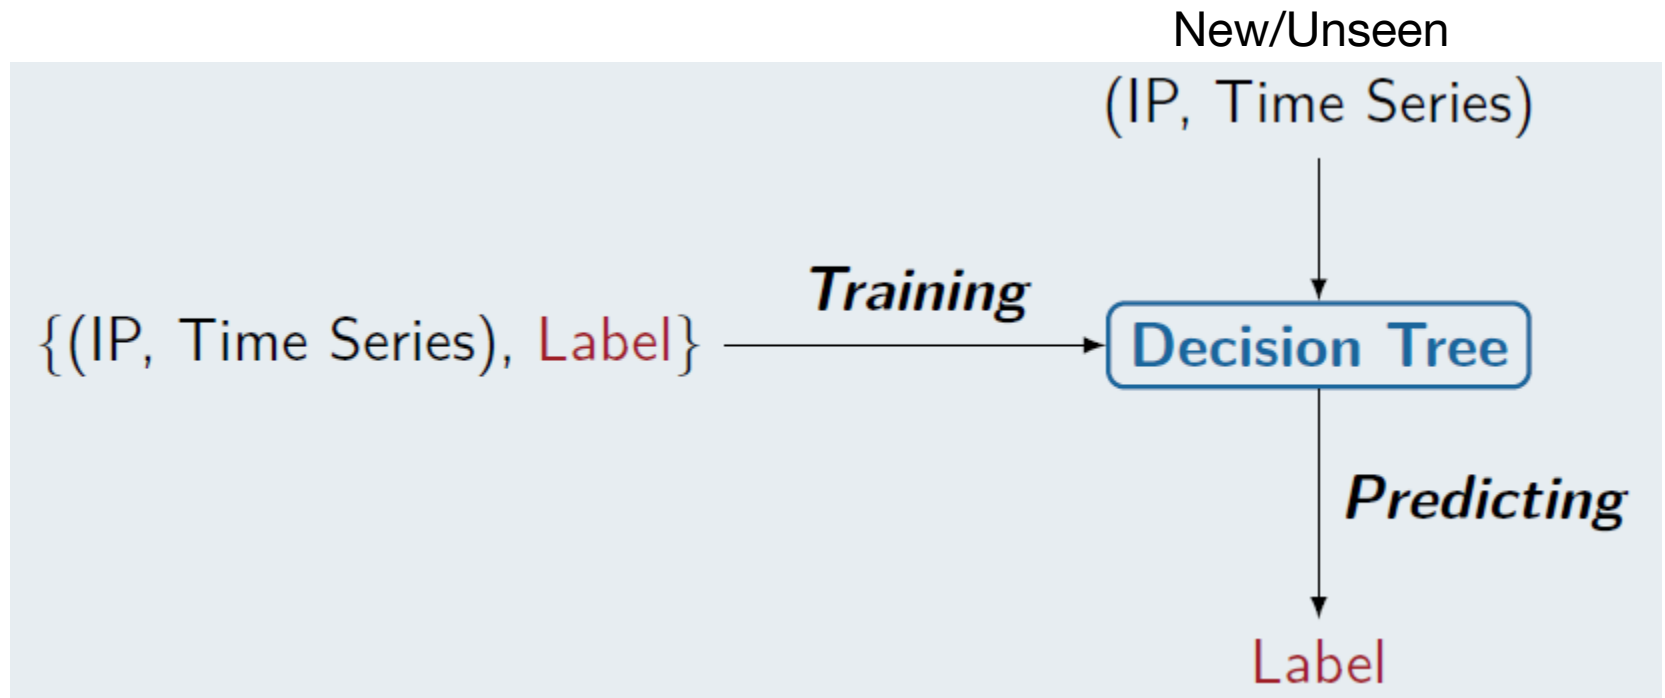 New/Unseen
(IP, Time Series)
Training
{(IP, Time Series), Label}
Decision Tree
Predicting
Label